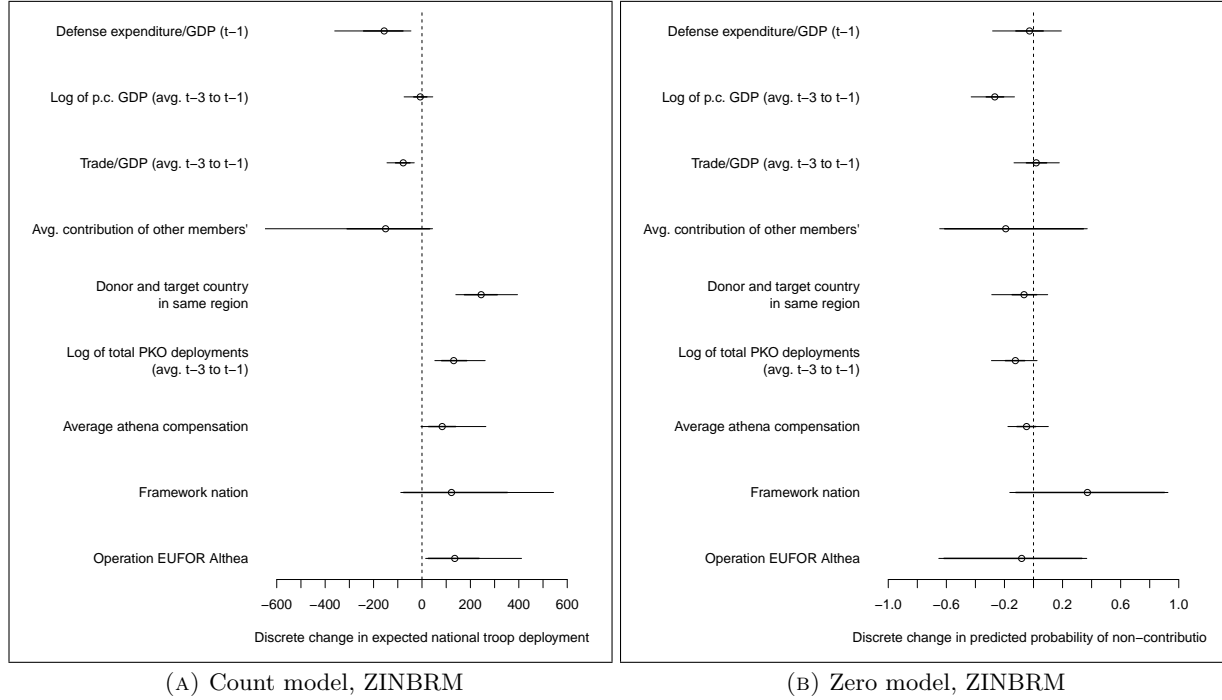 Defense expenditure/GDP (t−1)
Log of p.c. GDP (avg. t−3 to t−1)
Trade/GDP (avg. t−3 to t−1)
Avg. contribution of other members'
Donor and target country
in same region
Log of total PKO deployments
(avg. t−3 to t−1)
Average athena compensation
Framework nation
Operation EUFOR Althea
−600 −400 −200 0 200 400 600
Discrete change in expected national troop deployment
(A) Count model, ZINBRM
Defense expenditure/GDP (t−1)
Log of p.c. GDP (avg. t−3 to t−1)
Trade/GDP (avg. t−3 to t−1)
Avg. contribution of other members'
Donor and target country
in same region
Log of total PKO deployments
(avg. t−3 to t−1)
Average athena compensation
Framework nation
Operation EUFOR Althea
−1.0 −0.6 −0.2 0.2 0.6 1.0
Discrete change in predicted probability of non−contributio
(B) Zero model, ZINBRM